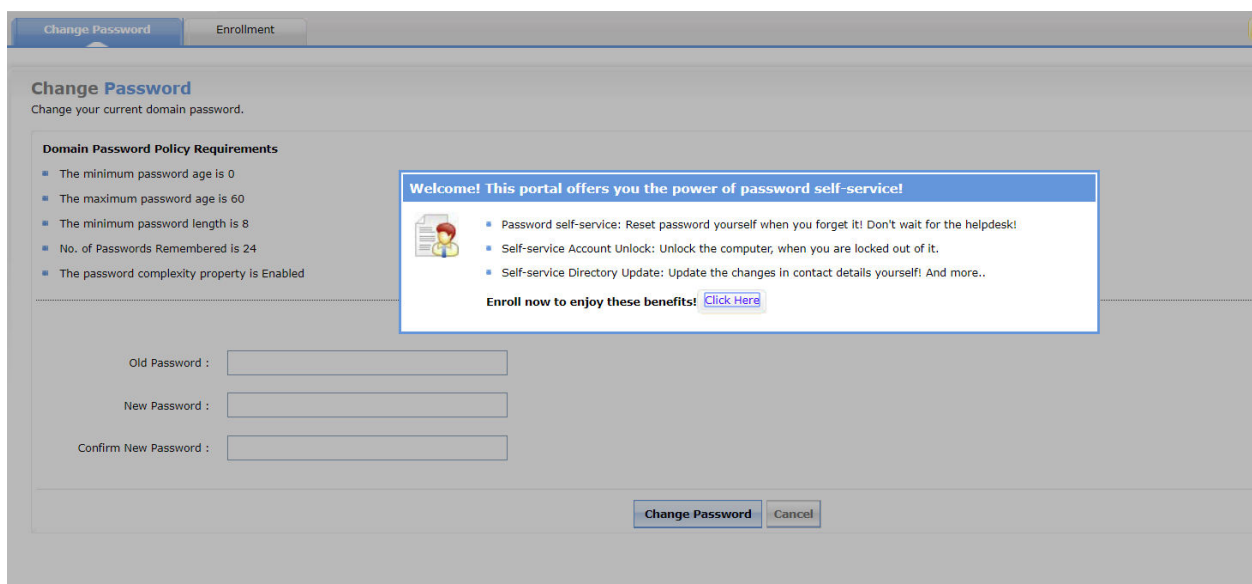 Change Password
Enrollment
Change Password
Change your current domain password.
Domain Password Policy Requirements
The minimum password age is 0
The maximum password age is 60
The minimum password length is 8
No. of Passwords Remembered is 24
The password complexity property is Enabled
Welcome! This portal offers you the power of password self-service!
Password self-service: Reset password yourself when you forget it! Don't wait for the helpdesk!
Self-service Account Unlock: Unlock the computer, when you are locked out of it.
Self-service Directory Update: Update the changes in contact details yourself! And more..
Enroll now to enjoy these benefits! Click Here
Old Password :
New Password :
Confirm New Password :
Change Password
Cancel